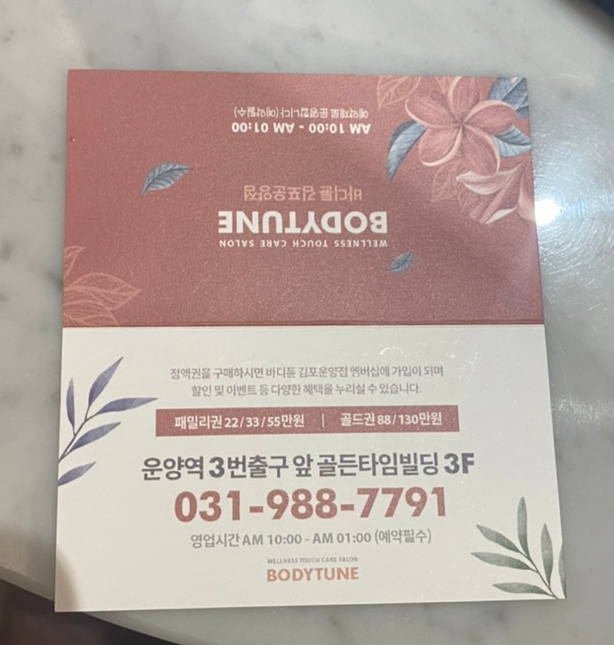 WELLNESS TOUCH CARE SALON
BODYTUNE
바디튠 김포운양점
AM 10:00 - AM 01:00
예약제로 운영합니다 (예약필수)
정액권을 구매하시면 바디튠 김포운양점 멤버십에 가입이 되며
할인 및 이벤트 등 다양한 혜택을 누리실 수 있습니다.
패밀리권 22 / 33 / 55만원 | 골드권 88 / 130만원
운양역 3번출구 앞 골든타임빌딩 3F
031-988-7791
영업시간 AM 10:00 - AM 01:00 (예약필수)
WELLNESS TOUCH CARE SALON
BODYTUNE